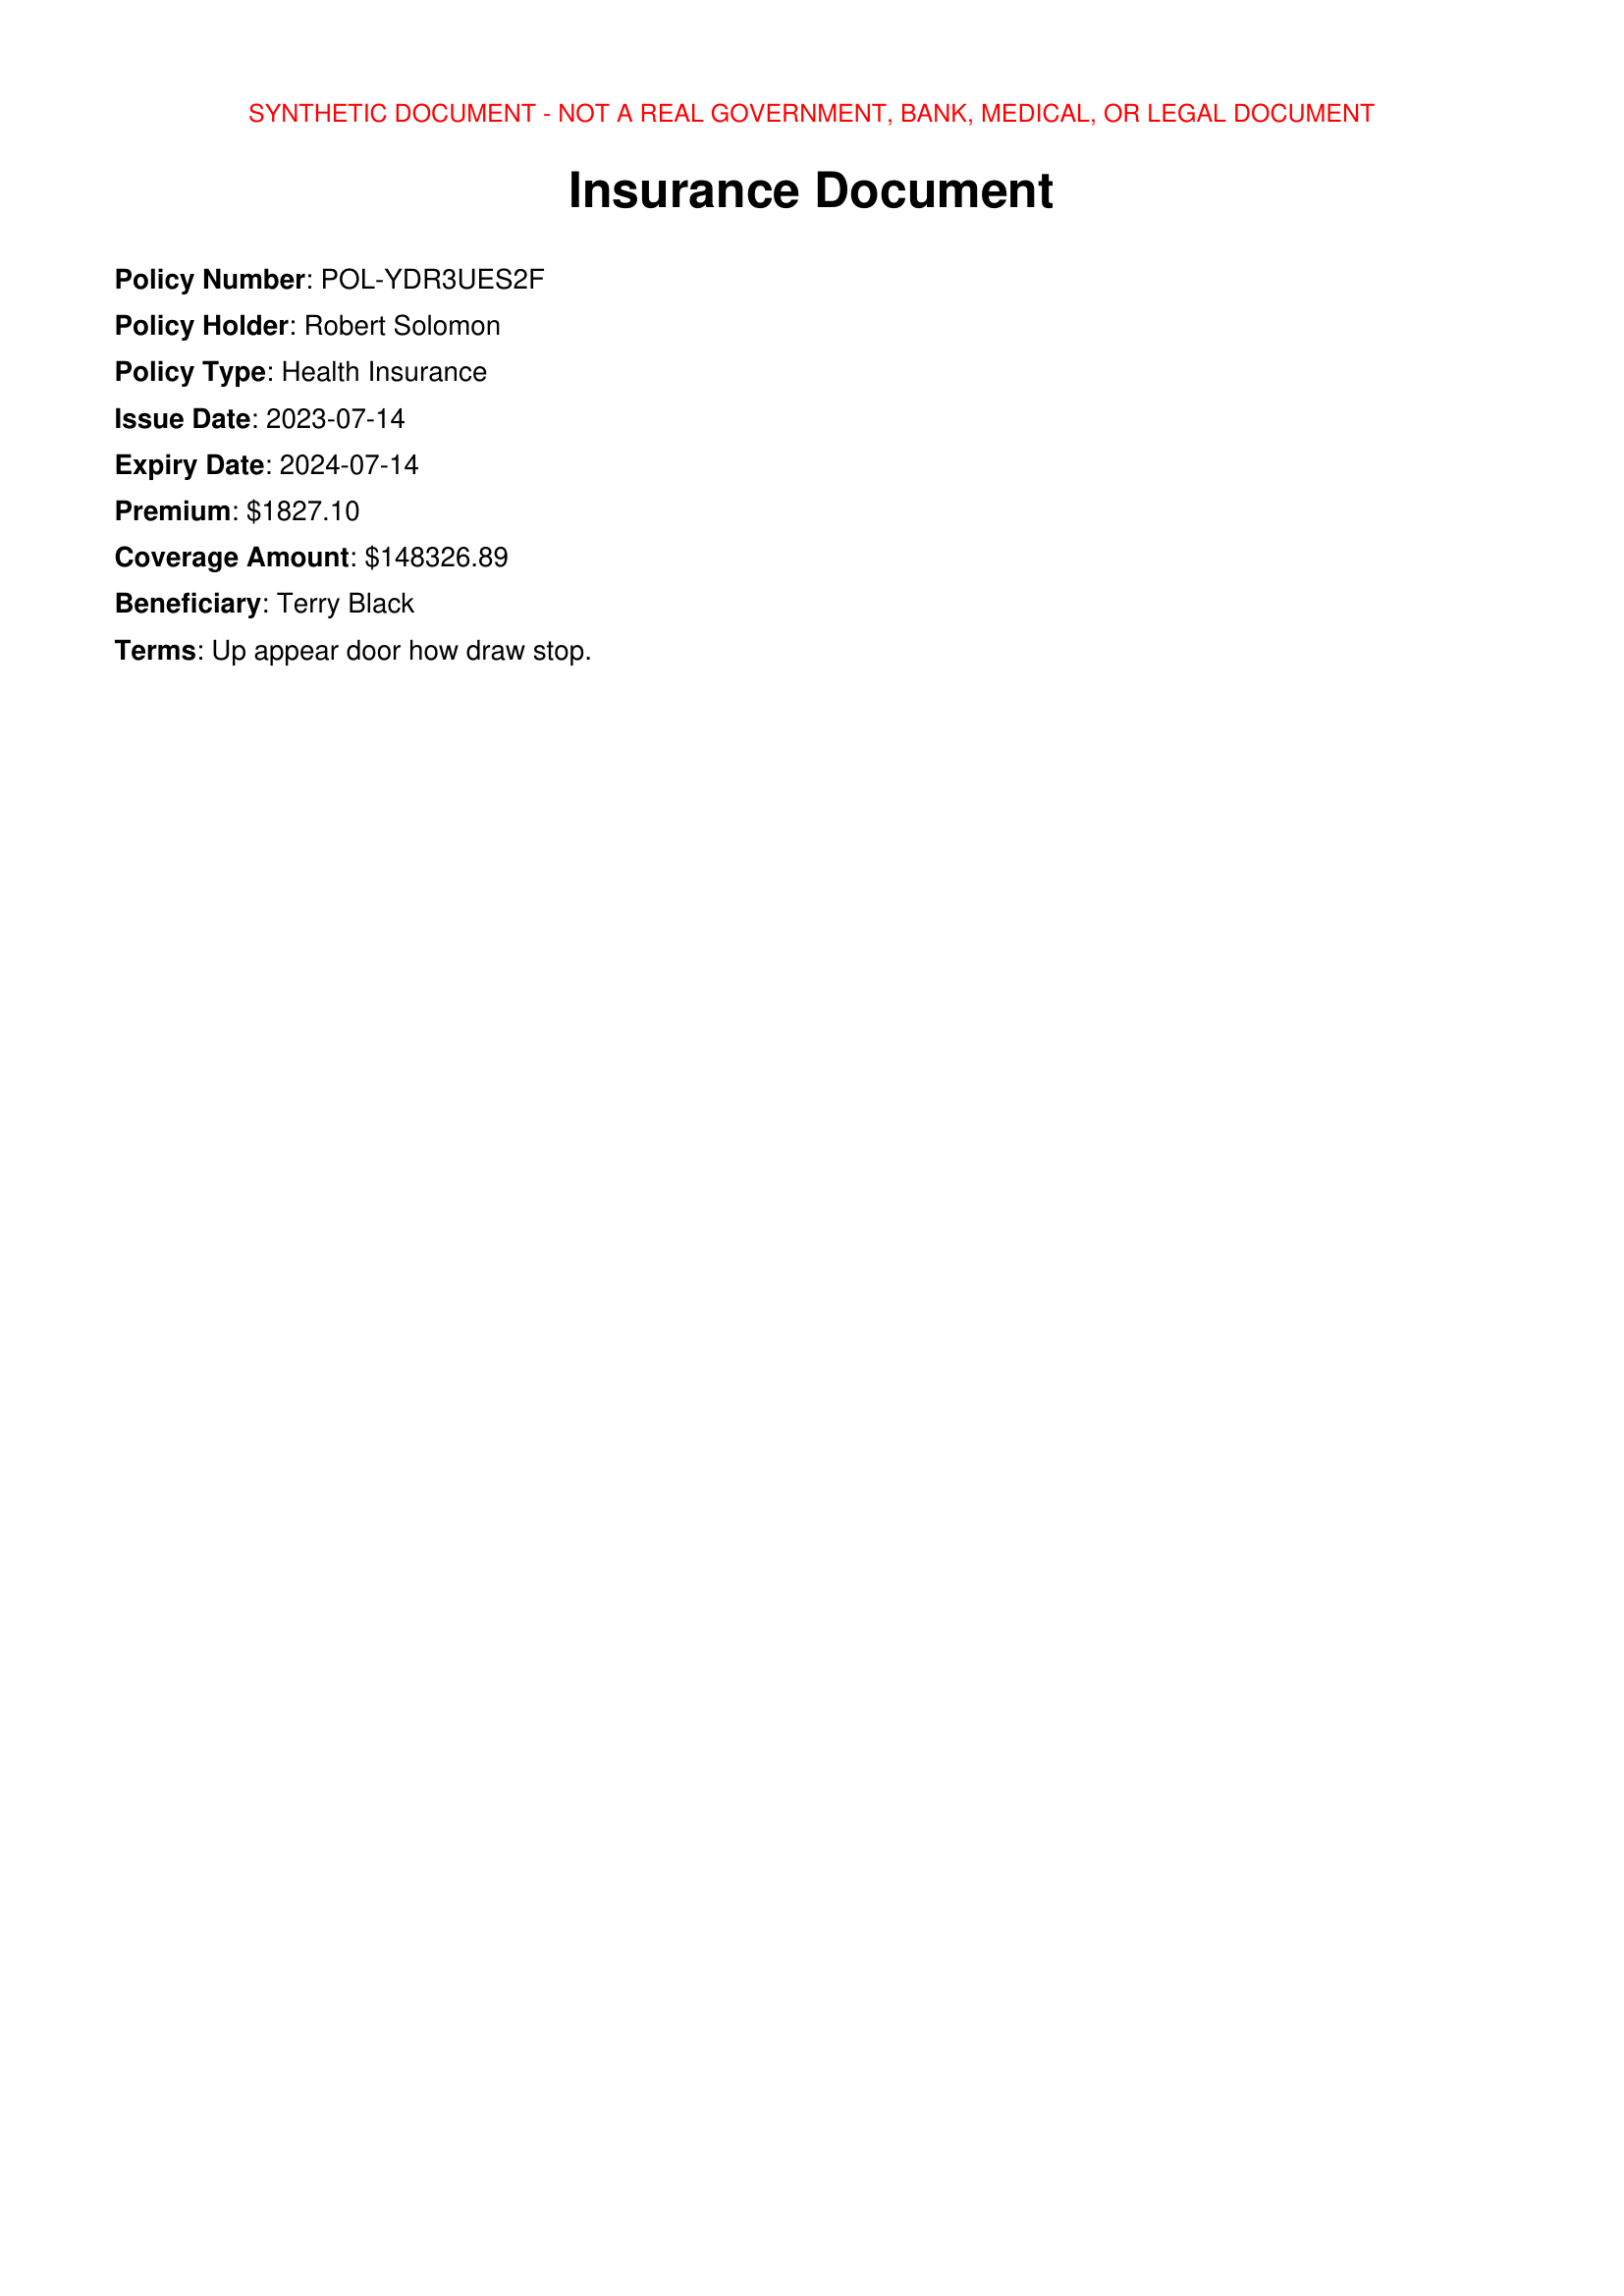 SYNTHETIC DOCUMENT - NOT A REAL GOVERNMENT, BANK, MEDICAL, OR LEGAL DOCUMENT
Insurance Document
Policy Number: POL-YDR3UES2F
Policy Holder: Robert Solomon
Policy Type: Health Insurance
Issue Date: 2023-07-14
Expiry Date: 2024-07-14
Premium: $1827.10
Coverage Amount: $148326.89
Beneficiary: Terry Black
Terms: Up appear door how draw stop.